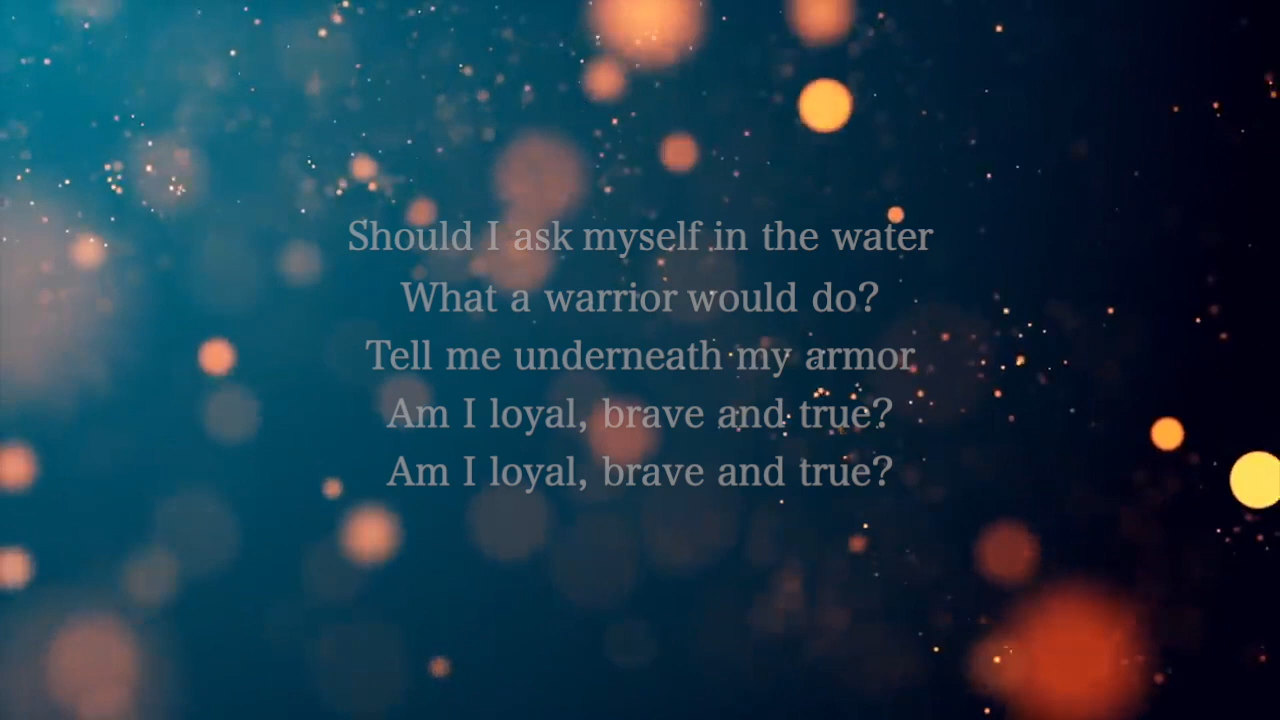 Should I ask myself in the water
What a warrior would do?
Tell me underneath my armor
Am I loyal, brave and true?
Am I loyal, brave and true?